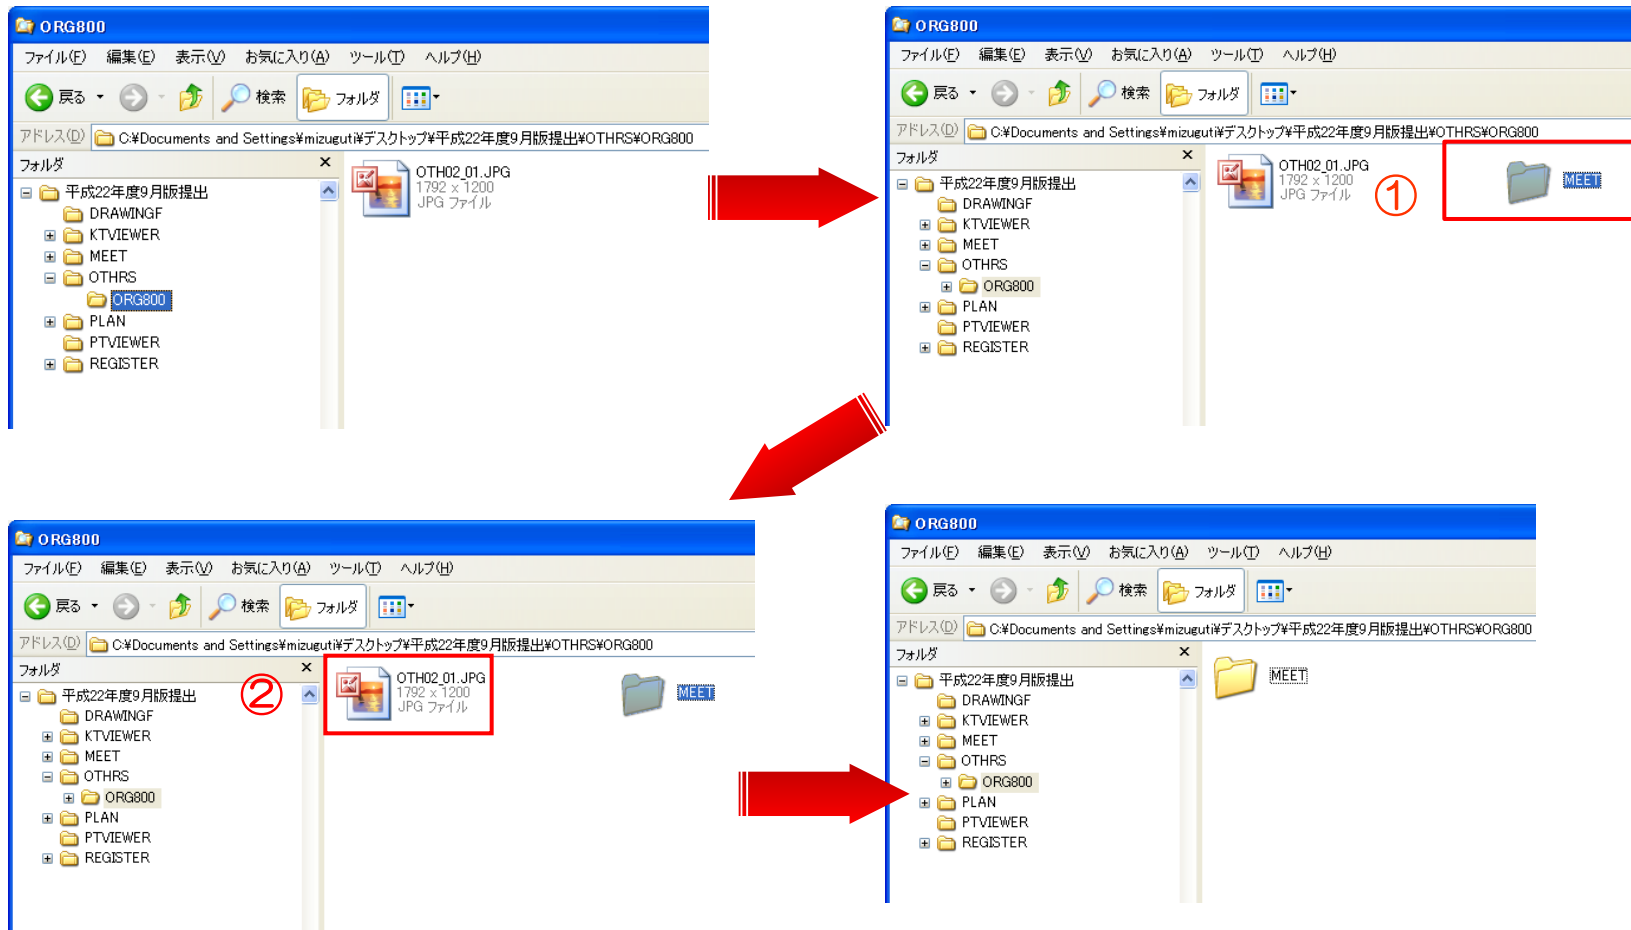 ORG800
ファイル(F) 編集(E) 表示(V) お気に入り(A) ツール(T) ヘルプ(H)
戻る 検索 フォルダ
アドレス(D) C:¥Documents and Settings¥mizuguti¥デスクトップ¥平成22年度9月版提出¥OTHRS¥ORG800
フォルダ ×
平成22年度9月版提出
DRAWINGF
KTVIEWER
MEET
OTHRS
ORG800
PLAN
PTVIEWER
REGISTER
OTH02_01.JPG
1792 x 1200
JPG ファイル
ORG800
ファイル(F) 編集(E) 表示(V) お気に入り(A) ツール(T) ヘルプ(H)
戻る 検索 フォルダ
アドレス(D) C:¥Documents and Settings¥mizuguti¥デスクトップ¥平成22年度9月版提出¥OTHRS¥ORG800
フォルダ ×
平成22年度9月版提出
DRAWINGF
KTVIEWER
MEET
OTHRS
ORG800
PLAN
PTVIEWER
REGISTER
OTH02_01.JPG
1792 x 1200
JPG ファイル
①
MEET
ORG800
ファイル(F) 編集(E) 表示(V) お気に入り(A) ツール(T) ヘルプ(H)
戻る 検索 フォルダ
アドレス(D) C:¥Documents and Settings¥mizuguti¥デスクトップ¥平成22年度9月版提出¥OTHRS¥ORG800
フォルダ ×
平成22年度9月版提出
DRAWINGF
KTVIEWER
MEET
OTHRS
ORG800
PLAN
PTVIEWER
REGISTER
②
OTH02_01.JPG
1792 x 1200
JPG ファイル
MEET
ORG800
ファイル(F) 編集(E) 表示(V) お気に入り(A) ツール(T) ヘルプ(H)
戻る 検索 フォルダ
アドレス(D) C:¥Documents and Settings¥mizuguti¥デスクトップ¥平成22年度9月版提出¥OTHRS¥ORG800
フォルダ ×
平成22年度9月版提出
DRAWINGF
KTVIEWER
MEET
OTHRS
ORG800
PLAN
PTVIEWER
REGISTER
MEET